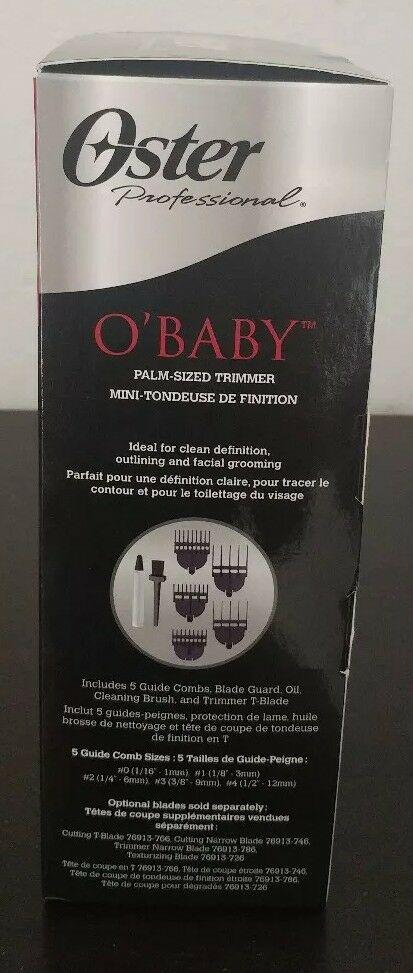 Oster
Professional®
O'BABY™
PALM-SIZED TRIMMER
MINI-TONDEUSE DE FINITION
Ideal for clean definition,
outlining and facial grooming
Parfait pour une définition claire, pour tracer le
contour et pour le toilettage du visage
Includes 5 Guide Combs, Blade Guard, Oil,
Cleaning Brush, and Trimmer T-Blade
Inclut 5 guides-peignes, protection de lame, huile
brosse de nettoyage et tête de coupe de tondeuse
de finition en T
5 Guide Comb Sizes : 5 Tailles de Guide-Peigne :
#0 (1/16" - 1mm) #1 (1/8" - 3mm)
#2 (1/4" - 6mm), #3 (3/8" - 9mm), #4 (1/2" - 12mm)
Optional blades sold separately:
Têtes de coupe supplémentaires vendues
séparément:
Cutting T-Blade 76913-766, Cutting Narrow Blade 76913-746,
Trimmer Narrow Blade 76913-786,
Texturizing Blade 76913-726
Tête de coupe en T 76913-766, Tête de coupe étroite 76913-746,
Tête de coupe de tondeuse de finition étroite 76913-786,
Tête de coupe pour dégradés 76913-726